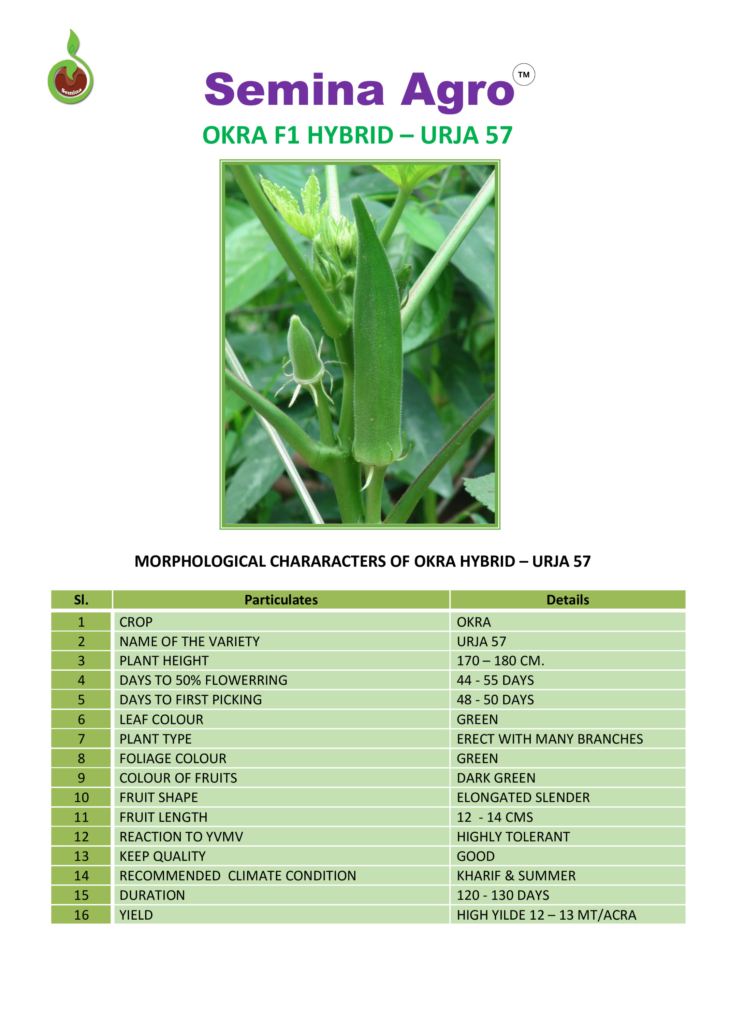 Semina
Semina Agro TM
OKRA F1 HYBRID – URJA 57
MORPHOLOGICAL CHARARACTERS OF OKRA HYBRID – URJA 57
Sl. Particulates Details
1 CROP OKRA
2 NAME OF THE VARIETY URJA 57
3 PLANT HEIGHT 170 – 180 CM.
4 DAYS TO 50% FLOWERRING 44 - 55 DAYS
5 DAYS TO FIRST PICKING 48 - 50 DAYS
6 LEAF COLOUR GREEN
7 PLANT TYPE ERECT WITH MANY BRANCHES
8 FOLIAGE COLOUR GREEN
9 COLOUR OF FRUITS DARK GREEN
10 FRUIT SHAPE ELONGATED SLENDER
11 FRUIT LENGTH 12 - 14 CMS
12 REACTION TO YVMV HIGHLY TOLERANT
13 KEEP QUALITY GOOD
14 RECOMMENDED CLIMATE CONDITION KHARIF & SUMMER
15 DURATION 120 - 130 DAYS
16 YIELD HIGH YILDE 12 – 13 MT/ACRA